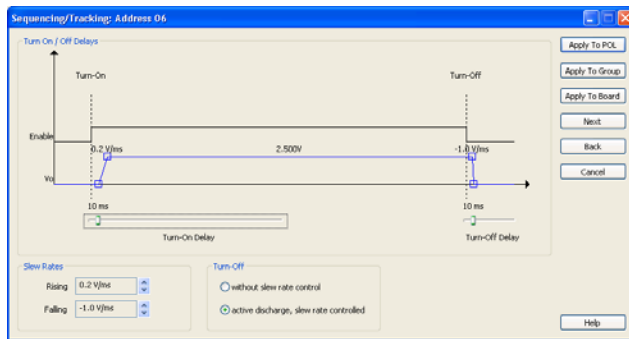 Sequencing/Tracking: Address 06
Turn On / Off Delays
Turn-On
Turn-Off
Enable
0.2 V/ms
2.500V
-1.0 V/ms
Vo
10 ms
10 ms
Turn-On Delay
Turn-Off Delay
Slew Rates
Rising
0.2 V/ms
Falling
-1.0 V/ms
Turn-Off
without slew rate control
active discharge, slew rate controlled
Apply To POL
Apply To Group
Apply To Board
Next
Back
Cancel
Help